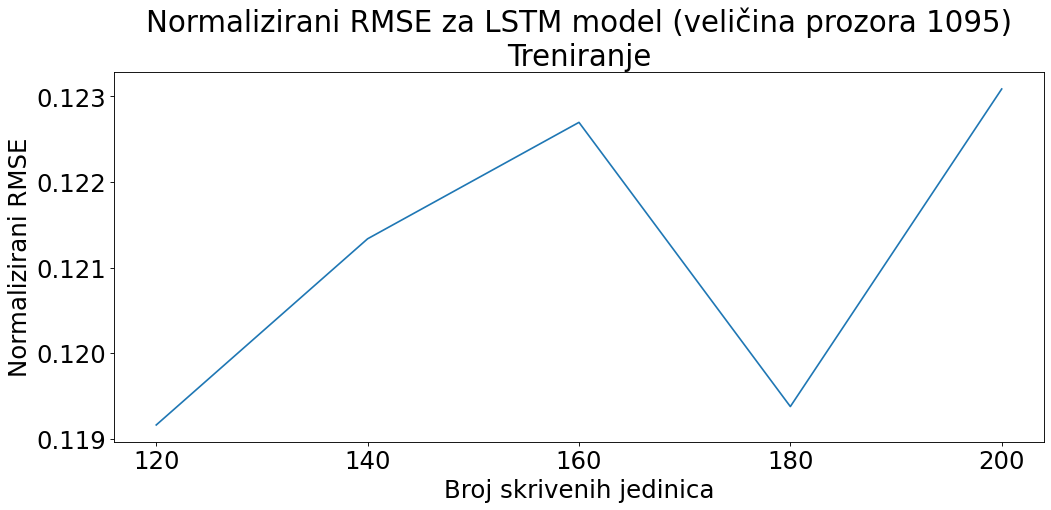 Normalizirani RMSE za LSTM model (veličina prozora 1095)
Treniranje
Normalizirani RMSE
0.123
0.122
0.121
0.120
0.119
120 140 160 180 200
Broj skrivenih jedinica